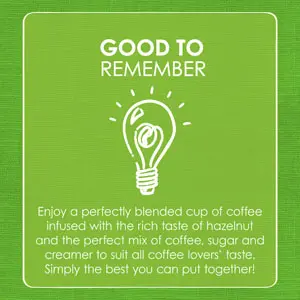 GOOD TO
REMEMBER
Enjoy a perfectly blended cup of coffee
infused with the rich taste of hazelnut
and the perfect mix of coffee, sugar and
creamer to suit all coffee lovers' taste.
Simply the best you can put together!